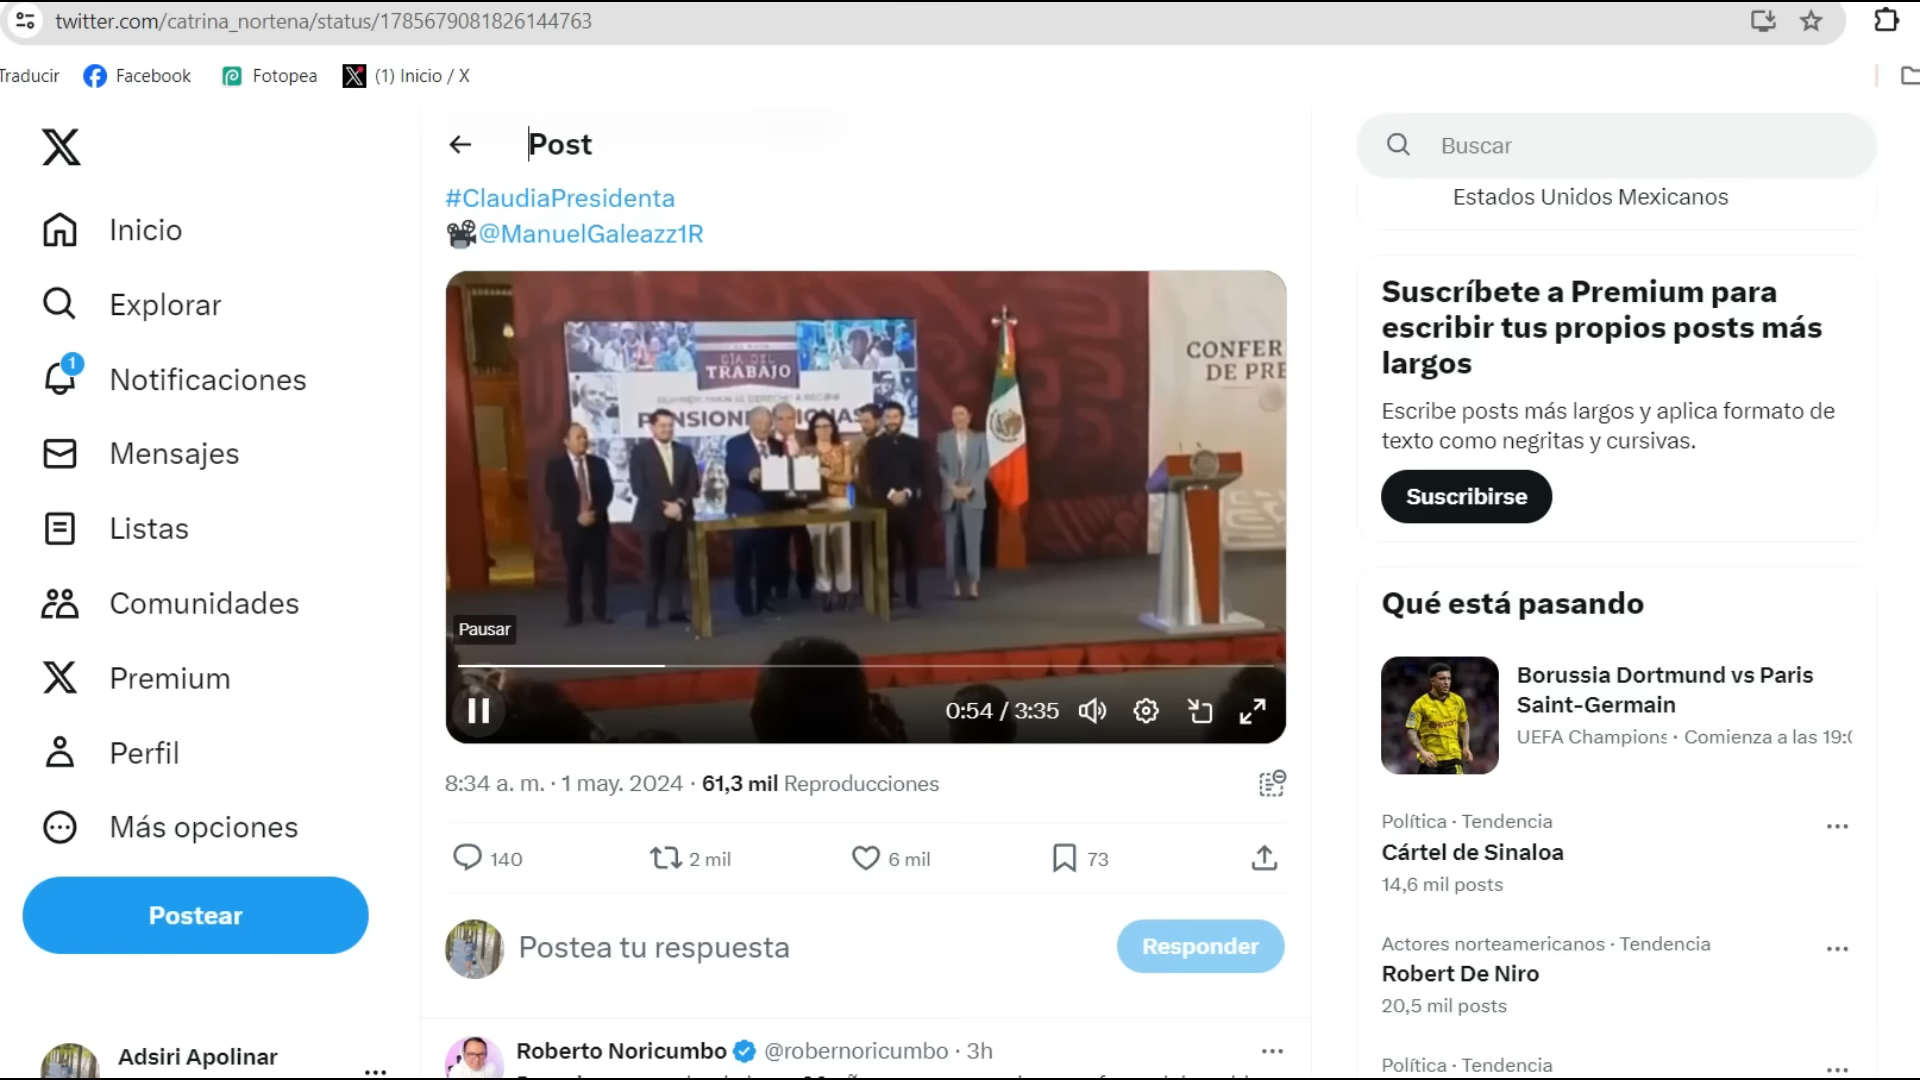 twitter.com/catrina_nortena/status/1785679081826144763
Traducir
Facebook
Fotopea
(1) Inicio / X
Inicio
Explorar
1
Notificaciones
Mensajes
Listas
Comunidades
Premium
Perfil
Más opciones
Postear
Adsiri Apolinar
Post
#ClaudiaPresidenta
@ManuelGaleazz1R
DÍA DEL
TRABAJO
CONFER
DE PRE
Pausar
0:54 / 3:35
8:34 a. m. · 1 may. 2024 · 61,3 mil Reproducciones
140
2 mil
6 mil
73
Postea tu respuesta
Responder
Roberto Noricumbo @robernoricumbo · 3h
Buscar
Estados Unidos Mexicanos
Suscríbete a Premium para
escribir tus propios posts más
largos
Escribe posts más largos y aplica formato de
texto como negritas y cursivas.
Suscribirse
Qué está pasando
Borussia Dortmund vs Paris
Saint-Germain
UEFA Champions · Comienza a las 19:0
Política · Tendencia
Cártel de Sinaloa
14,6 mil posts
Actores norteamericanos · Tendencia
Robert De Niro
20,5 mil posts
Política · Tendencia